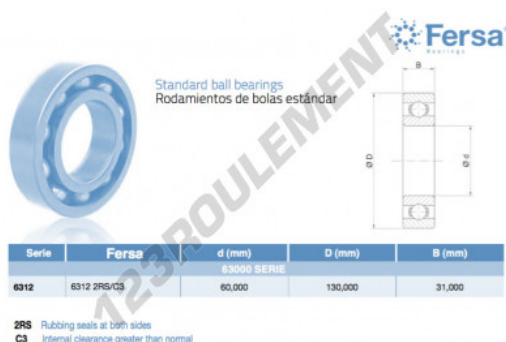 Fersa
Bearings
Standard ball bearings
Rodamientos de bolas estándar
B
Ø D
Ø d
123ROULEMENT
Serie Fersa d (mm) D (mm) B (mm)
63000 SERIE
6312 6312 2RS/C3 60,000 130,000 31,000
2RS Rubbing seals at both sides
C3 Internal clearance greater than normal